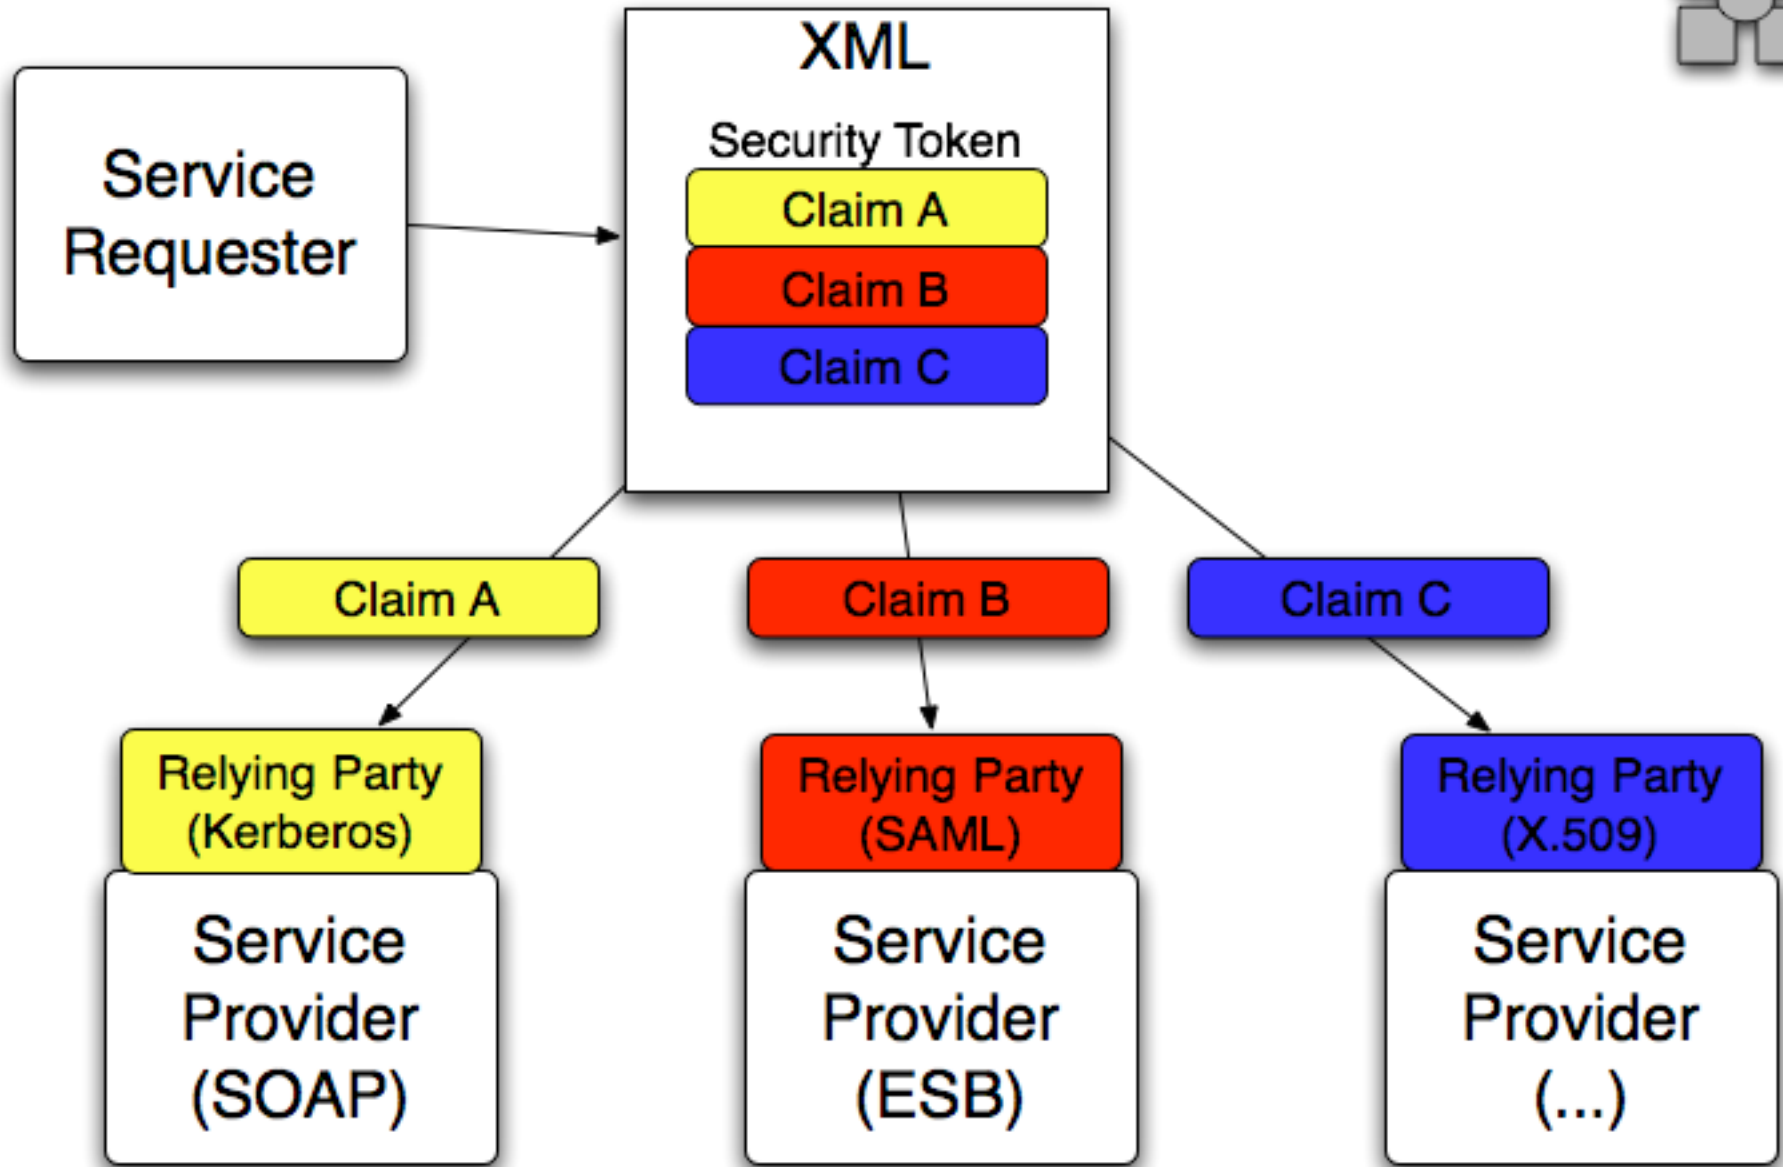 XML
Service
Requester
Security Token
Claim A
Claim B
Claim C
Claim A
Claim B
Claim C
Relying Party
(Kerberos)
Service
Provider
(SOAP)
Relying Party
(SAML)
Service
Provider
(ESB)
Relying Party
(X.509)
Service
Provider
(...)